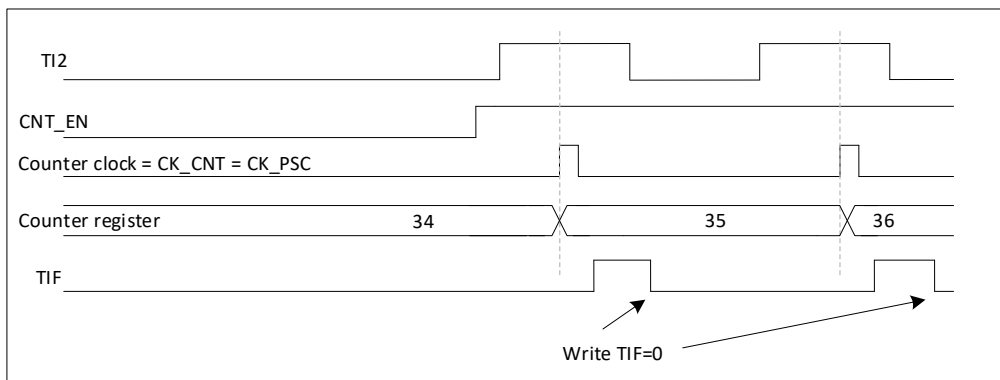 TI2
CNT_EN
Counter clock = CK_CNT = CK_PSC
Counter register 34 35 36
TIF
Write TIF=0